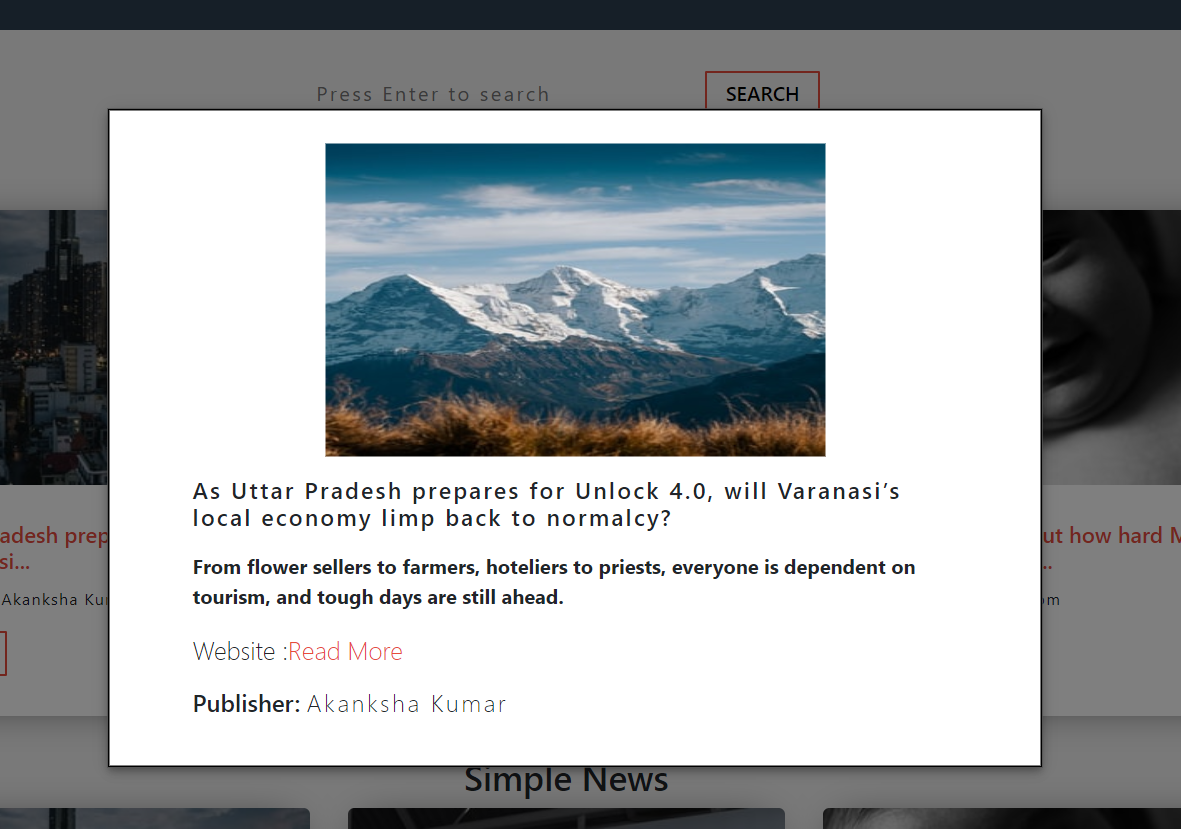 Press Enter to search
SEARCH
As Uttar Pradesh prepares for Unlock 4.0, will Varanasi’s
local economy limp back to normalcy?
From flower sellers to farmers, hoteliers to priests, everyone is dependent on
tourism, and tough days are still ahead.
Website :Read More
Publisher: Akanksha Kumar
adesh prep
si...
Akanksha Ku
ut how hard M
..
om
Simple News